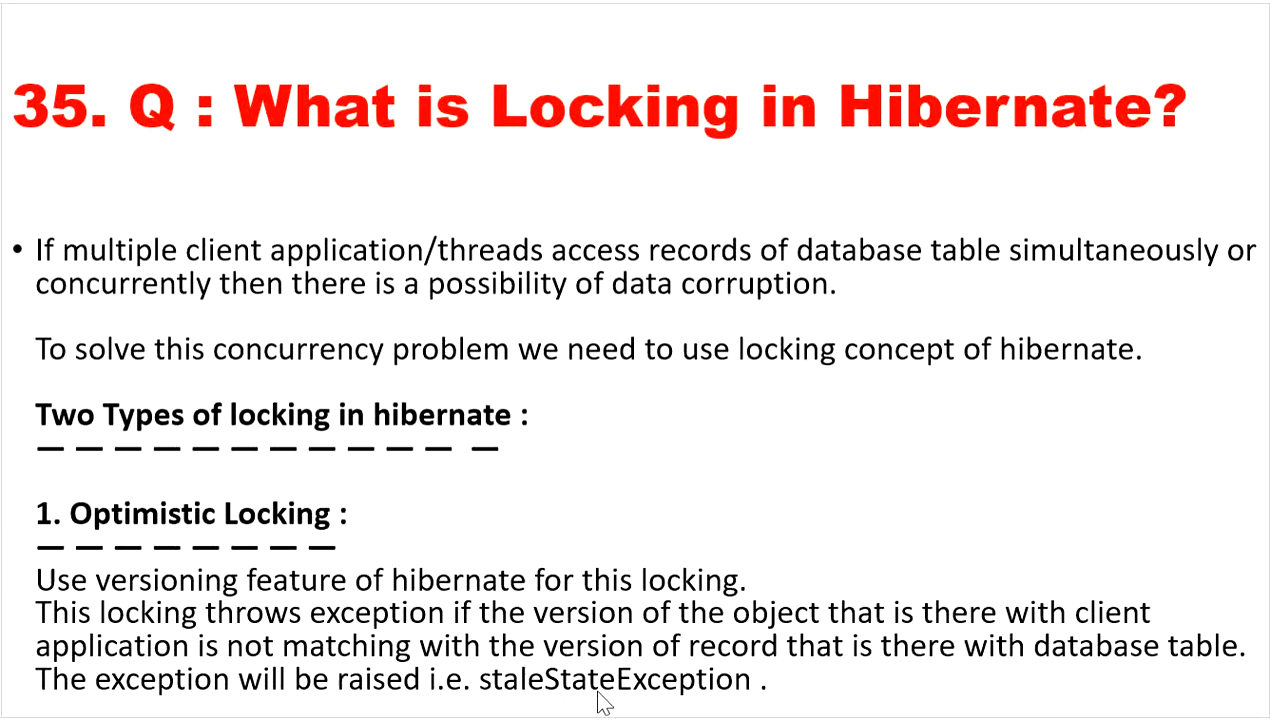 35. Q : What is Locking in Hibernate?
• If multiple client application/threads access records of database table simultaneously or
concurrently then there is a possibility of data corruption.
To solve this concurrency problem we need to use locking concept of hibernate.
Two Types of locking in hibernate :
— — — — — — — — — — — —
1. Optimistic Locking :
— — — — — — — —
Use versioning feature of hibernate for this locking.
This locking throws exception if the version of the object that is there with client
application is not matching with the version of record that is there with database table.
The exception will be raised i.e. staleStateException .